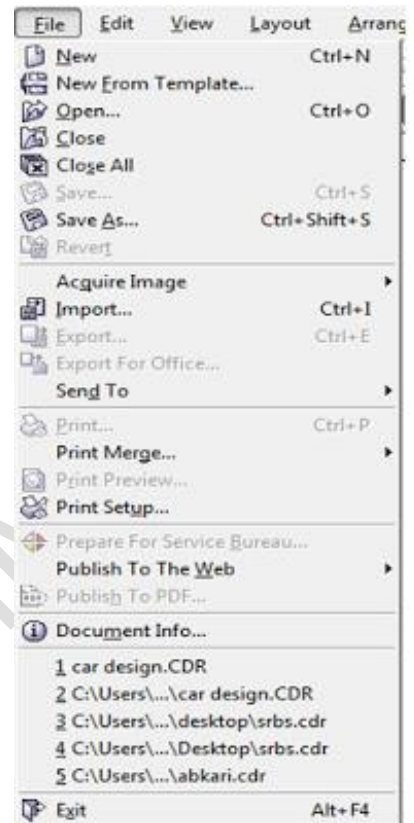 File Edit View Layout Arrang
New Ctrl+N
New From Template...
Open... Ctrl+O
Close
Close All
Save... Ctrl+S
Save As... Ctrl+Shift+S
Revert
Acquire Image
Import... Ctrl+I
Export... Ctrl+E
Export For Office...
Send To
Print... Ctrl+P
Print Merge...
Print Preview...
Print Setup...
Prepare For Service Bureau...
Publish To The Web
Publish To PDF...
Document Info...
1 car design.CDR
2 C:\Users\...\car design.CDR
3 C:\Users\...\desktop\srbs.cdr
4 C:\Users\...\Desktop\srbs.cdr
5 C:\Users\...\abkari.cdr
Exit Alt+F4